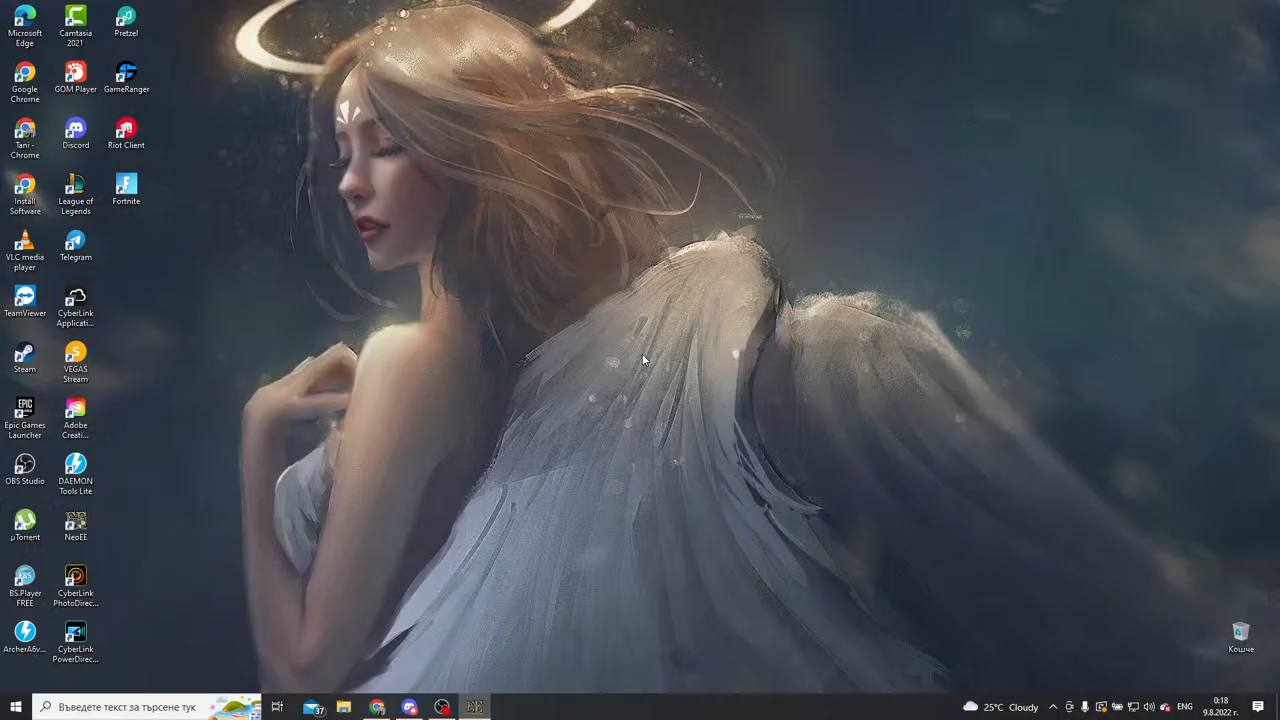 Microsoft Edge
Camtasia 2021
Pretzel
Google Chrome
GOM Player
GameRanger
Tani - Chrome
Discord
Riot Client
Install Software
League of Legends
Fortnite
VLC media player
Telegram
TeamViewer
CyberLink Applicati...
Steam
VEGAS Stream
Epic Games Launcher
Adobe Creati...
OBS Studio
DAEMON Tools Lite
µTorrent
NeoEE
BS.Player FREE
CyberLink PhotoDirec...
ArcherA6v...
CyberLink PowerDirec...
Кошче
Въведете текст за търсене тук
37
25°C Cloudy
ENG
0:18
9.8.2022 г.